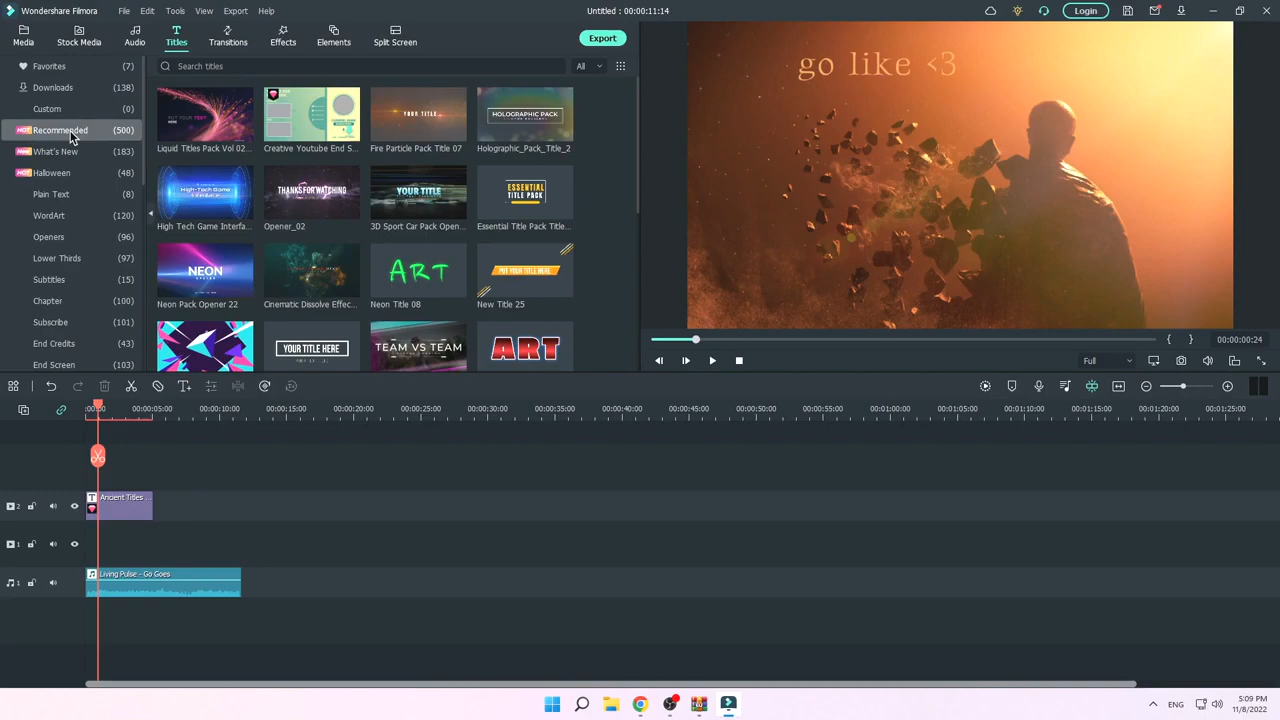 Wondershare Filmora
File Edit Tools View Export Help
Untitled : 00:00:11:14
Login
Media
Stock Media
Audio
Titles
Transitions
Effects
Elements
Split Screen
Export
Favorites (7)
Downloads (138)
Custom (0)
HOT Recommended (500)
New What's New (183)
HOT Halloween (48)
Plain Text (8)
WordArt (120)
Openers (96)
Lower Thirds (97)
Subtitles (15)
Chapter (100)
Subscribe (101)
End Credits (43)
End Screen (103)
Search titles
All
PUT YOUR TEXT
YOUR TITLE
HOLOGRAPHIC PACK
Liquid Titles Pack Vol 02...
Creative Youtube End S...
Fire Particle Pack Title 07
Holographic_Pack_Title_2
High-Tech Game
THANKS FOR WATCHING
YOUR TITLE
ESSENTIAL
TITLE PACK
High Tech Game Interfa...
Opener_02
3D Sport Car Pack Open...
Essential Title Pack Title...
NEON
ART
PUT YOUR TITLE HERE
Neon Pack Opener 22
Cinematic Dissolve Effec...
Neon Title 08
New Title 25
YOUR TITLE HERE
TEAM VS TEAM
ART
go like <3
00:00:00:24
Full
:00:00 00:00:05:00 00:00:10:00 00:00:15:00 00:00:20:00 00:00:25:00 00:00:30:00 00:00:35:00 00:00:40:00 00:00:45:00 00:00:50:00 00:00:55:00 00:01:00:00 00:01:05:00 00:01:10:00 00:01:15:00 00:01:20:00 00:01:25:00
2
T Ancient Titles ...
1
1
Living Pulse - Go Goes
ENG
5:09 PM
11/8/2022